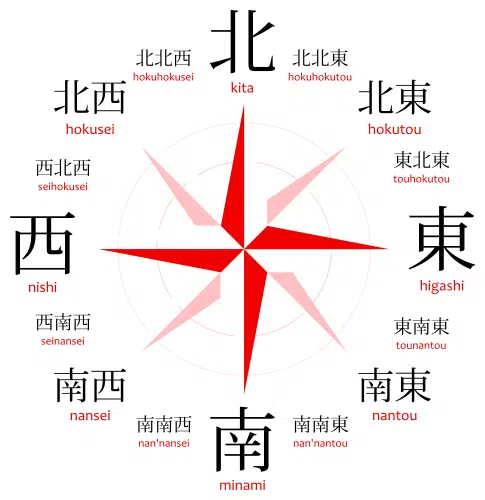 北
kita
北北西
hokuhokusei
北北東
hokuhokutou
北西
hokusei
北東
hokutou
西北西
seihokusei
東北東
touhokutou
西
nishi
東
higashi
西南西
seinansei
東南東
tounantou
南西
nansei
南東
nantou
南南西
nan'nansei
南南東
nan'nantou
南
minami